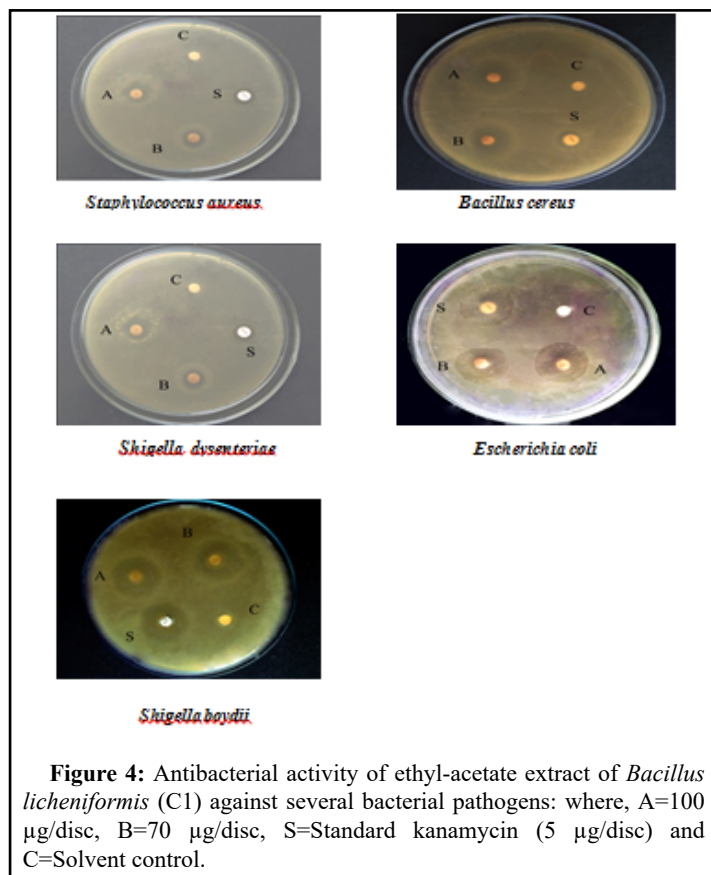 C
A
S
B
Staphylococcus aureus
A
C
S
B
Bacillus cereus
C
A
S
B
Shigella dysenteriae
S
C
B
A
Escherichia coli
B
A
C
S
Shigella boydii
Figure 4: Antibacterial activity of ethyl-acetate extract of Bacillus
licheniformis (C1) against several bacterial pathogens: where, A=100
µg/disc, B=70 µg/disc, S=Standard kanamycin (5 µg/disc) and
C=Solvent control.